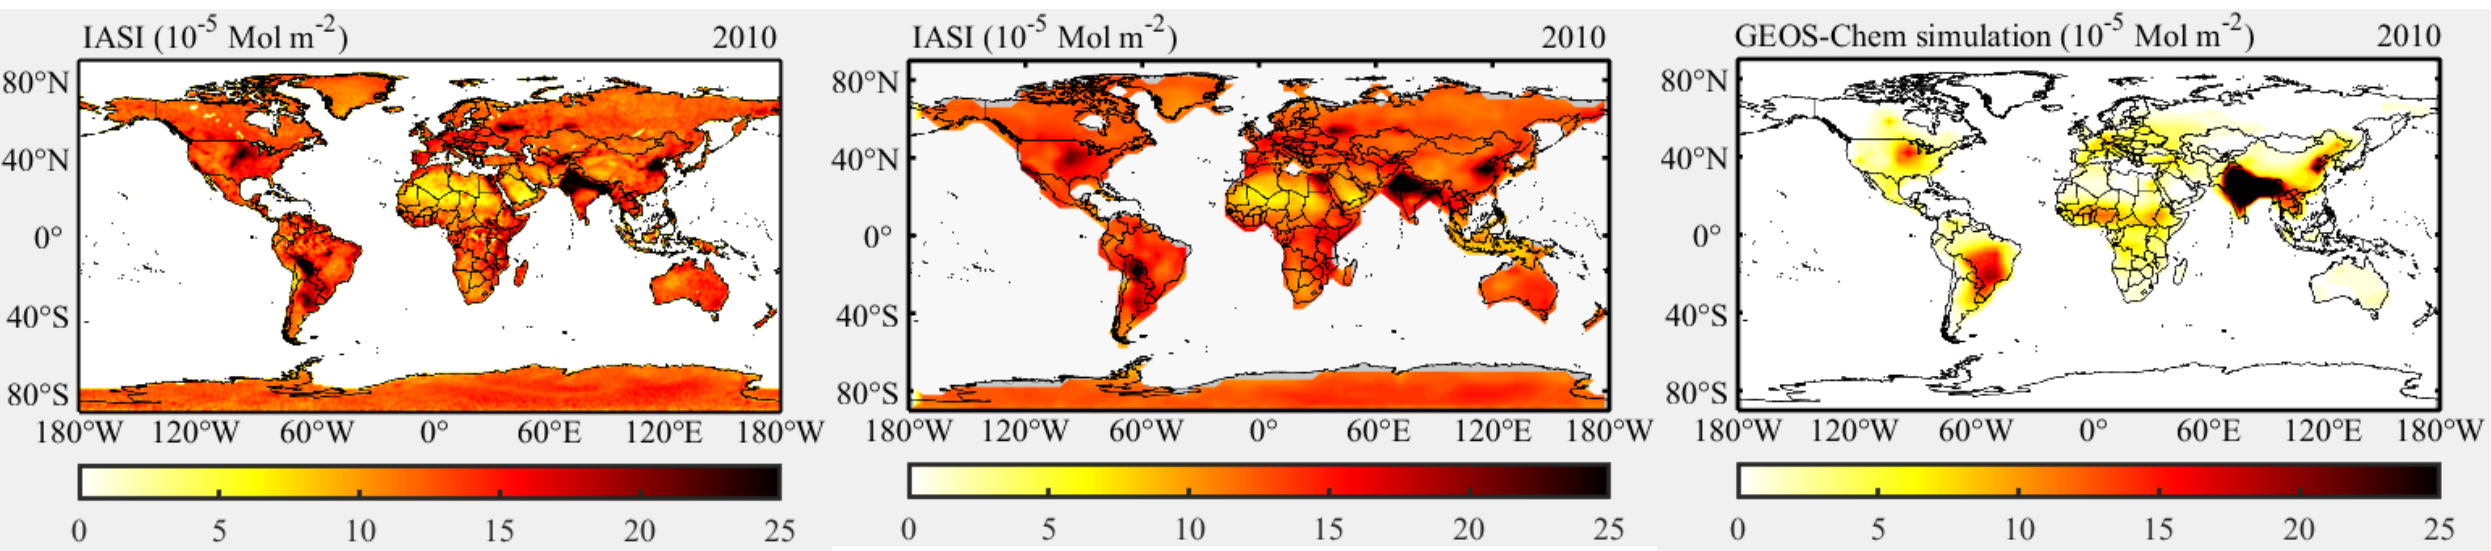 IASI (10-5 Mol m-2) 2010
80°N
40°N
0°
40°S
80°S
180°W 120°W 60°W 0° 60°E 120°E 180°W
0 5 10 15 20 25
IASI (10-5 Mol m-2) 2010
80°N
40°N
0°
40°S
80°S
180°W 120°W 60°W 0° 60°E 120°E 180°W
0 5 10 15 20 25
GEOS-Chem simulation (10-5 Mol m-2) 2010
80°N
40°N
0°
40°S
80°S
180°W 120°W 60°W 0° 60°E 120°E 180°W
0 5 10 15 20 25